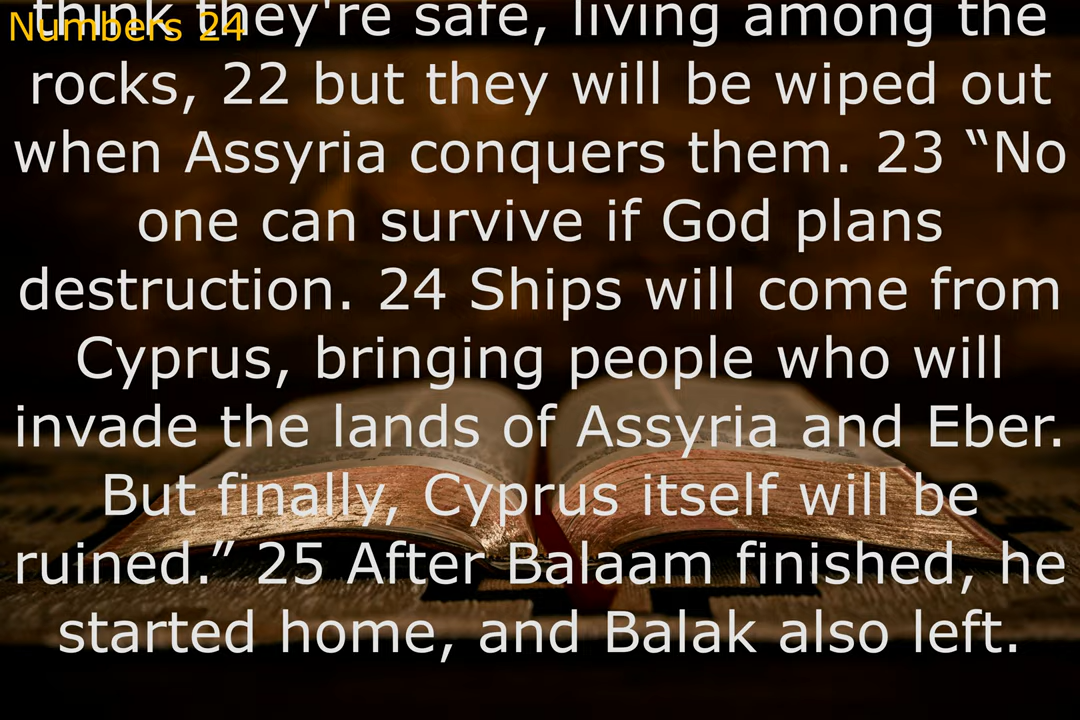 Numbers 24
think they're safe, living among the
rocks, 22 but they will be wiped out
when Assyria conquers them. 23 “No
one can survive if God plans
destruction. 24 Ships will come from
Cyprus, bringing people who will
invade the lands of Assyria and Eber.
But finally, Cyprus itself will be
ruined.” 25 After Balaam finished, he
started home, and Balak also left.